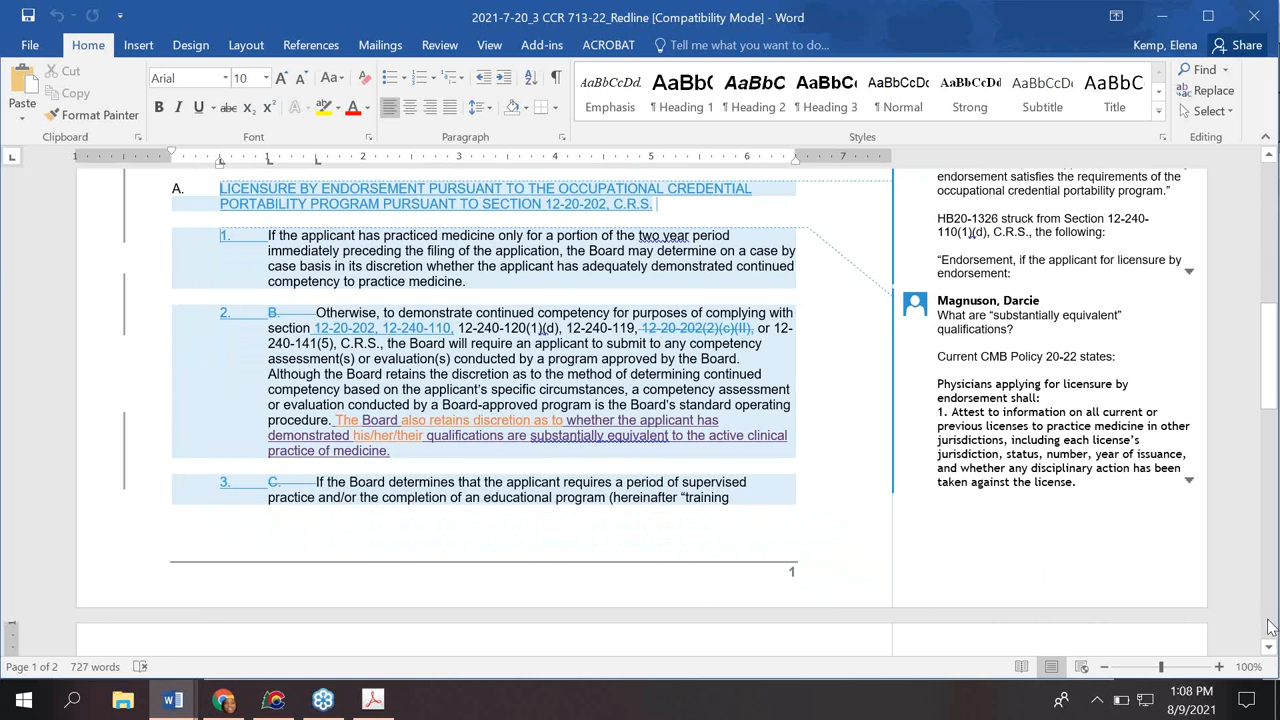 2021-7-20_3 CCR 713-22_Redline [Compatibility Mode] - Word
File Home Insert Design Layout References Mailings Review View Add-ins ACROBAT Tell me what you want to do... Kemp, Elena Share
Paste Cut Copy Format Painter
Clipboard
Arial 10 A A Aa
B I U abc X₂ X² A A
Font
Paragraph
AaBbCcDd. AaBb( AaBb( AaBbC( AaBbCcDd AaBbCcDd. AaBbCcDd AaBbC
Emphasis ¶ Heading 1 ¶ Heading 2 ¶ Heading 3 ¶ Normal Strong Subtitle Title
Styles
Find
Replace
Select
Editing
1 1 2 3 4 5 6 7
A. LICENSURE BY ENDORSEMENT PURSUANT TO THE OCCUPATIONAL CREDENTIAL
PORTABILITY PROGRAM PURSUANT TO SECTION 12-20-202, C.R.S.
1. If the applicant has practiced medicine only for a portion of the two year period
immediately preceding the filing of the application, the Board may determine on a case by
case basis in its discretion whether the applicant has adequately demonstrated continued
competency to practice medicine.
2. B. Otherwise, to demonstrate continued competency for purposes of complying with
section 12-20-202, 12-240-110, 12-240-120(1)(d), 12-240-119, 12-20-202(2)(c)(II), or 12-
240-141(5), C.R.S., the Board will require an applicant to submit to any competency
assessment(s) or evaluation(s) conducted by a program approved by the Board.
Although the Board retains the discretion as to the method of determining continued
competency based on the applicant's specific circumstances, a competency assessment
or evaluation conducted by a Board-approved program is the Board's standard operating
procedure. The Board also retains discretion as to whether the applicant has
demonstrated his/her/their qualifications are substantially equivalent to the active clinical
practice of medicine.
3. C. If the Board determines that the applicant requires a period of supervised
practice and/or the completion of an educational program (hereinafter “training
1
endorsement satisfies the requirements of the
occupational credential portability program.”
HB20-1326 struck from Section 12-240-
110(1)(d), C.R.S., the following:
“Endorsement, if the applicant for licensure by
endorsement:
Magnuson, Darcie
What are “substantially equivalent”
qualifications?
Current CMB Policy 20-22 states:
Physicians applying for licensure by
endorsement shall:
1. Attest to information on all current or
previous licenses to practice medicine in other
jurisdictions, including each license's
jurisdiction, status, number, year of issuance,
and whether any disciplinary action has been
taken against the license.
Page 1 of 2 727 words 100%
1:08 PM
8/9/2021